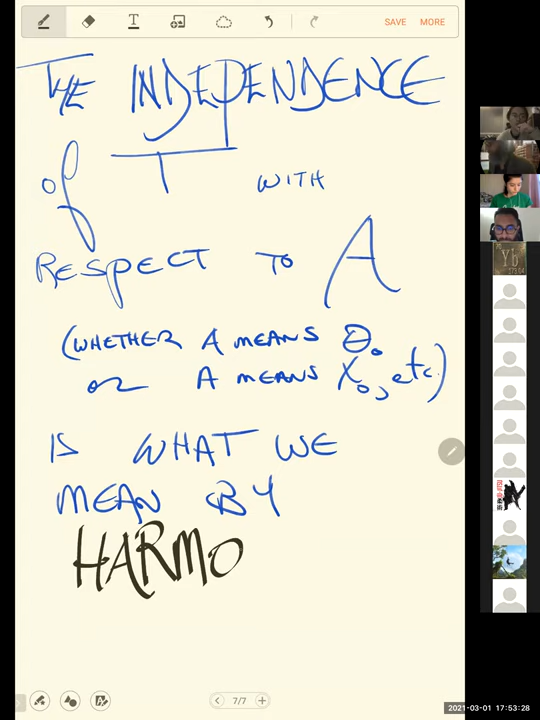 SAVE MORE
THE INDEPENDENCE
of T WITH
RESPECT TO A
(WHETHER A MEANS Θ₀
OR A MEANS X₀, etc.)
IS WHAT WE
MEAN BY
HARMO
7/7
Yb
2021-03-01 17:53:28